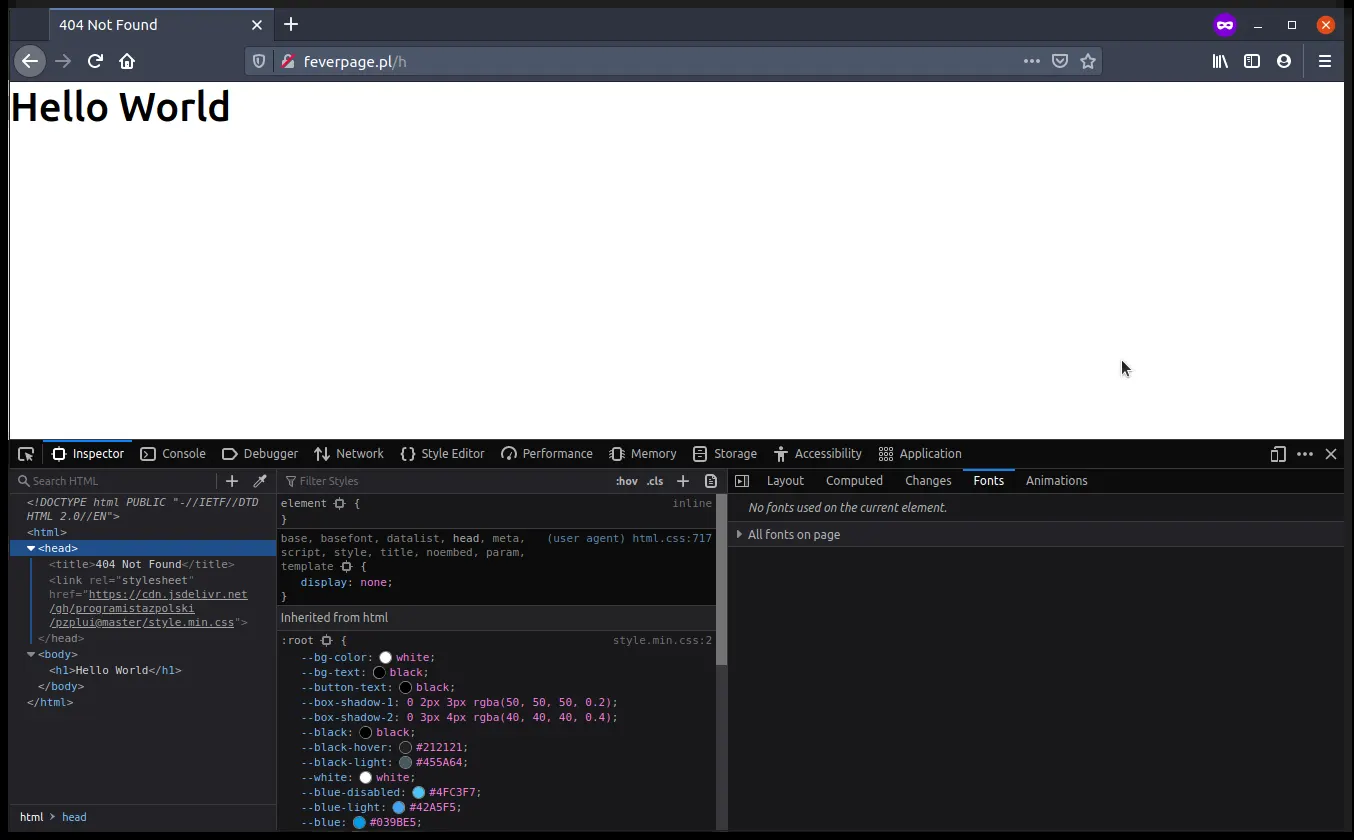 404 Not Found
feverpage.pl/h
Hello World
Inspector Console Debugger Network Style Editor Performance Memory Storage Accessibility Application
Search HTML
<!DOCTYPE html PUBLIC "-//IETF//DTD
HTML 2.0//EN">
<html>
<head>
<title>404 Not Found</title>
<link rel="stylesheet"
href="https://cdn.jsdelivr.net
/gh/programistazpolski
/pzplui@master/style.min.css">
</head>
<body>
<h1>Hello World</h1>
</body>
</html>
html > head
Filter Styles :hov .cls
element { inline
}
base, basefont, datalist, head, meta, (user agent) html.css:717
script, style, title, noembed, param,
template {
display: none;
}
Inherited from html
:root { style.min.css:2
--bg-color: white;
--bg-text: black;
--button-text: black;
--box-shadow-1: 0 2px 3px rgba(50, 50, 50, 0.2);
--box-shadow-2: 0 3px 4px rgba(40, 40, 40, 0.4);
--black: black;
--black-hover: #212121;
--black-light: #455A64;
--white: white;
--blue-disabled: #4FC3F7;
--blue-light: #42A5F5;
--blue: #039BE5;
Layout Computed Changes Fonts Animations
No fonts used on the current element.
All fonts on page